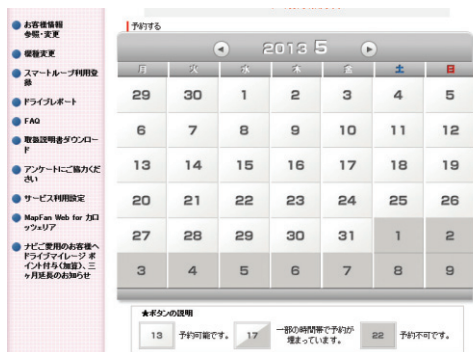 お客様情報
参照・変更
機種変更
スマートループ利用登
録
ドライブレポート
FAQ
取扱説明書ダウンロー
ド
アンケートにご協力くだ
さい
サービス利用設定
MapFan Web for カロ
ッツェリア
ナビご愛用のお客様へ
ドライブマイレージ ポ
イント付与(加算)、三
ヶ月延長のお知らせ
予約する
2013 5
月 火 水 木 金 土 日
29 30 1 2 3 4 5
6 7 8 9 10 11 12
13 14 15 16 17 18 19
20 21 22 23 24 25 26
27 28 29 30 31 1 2
3 4 5 6 7 8 9
★ボタンの説明
13 予約可能です。 17 一部の時間帯で予約が
埋まっています。 22 予約不可です。